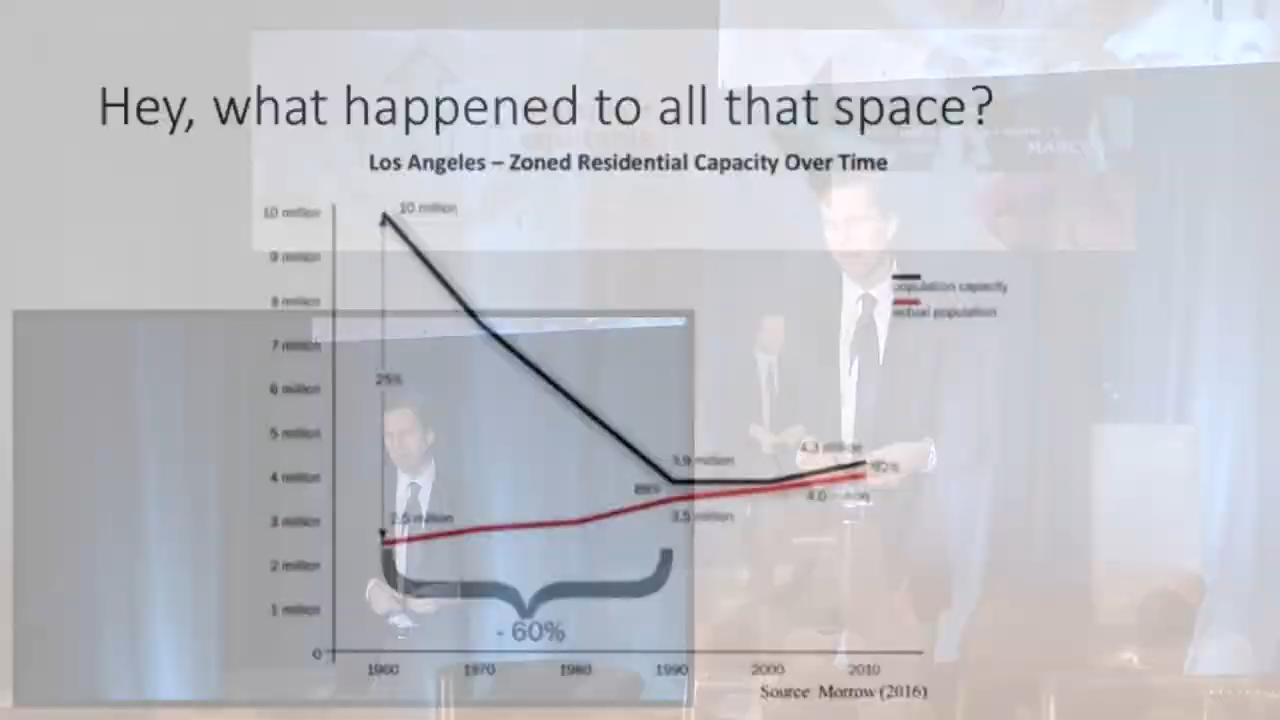 Hey, what happened to all that space?
Los Angeles – Zoned Residential Capacity Over Time
10 million
10 million
9 million
8 million
population capacity
actual population
7 million
25%
6 million
5 million
4.3 million
3.9 million
4 million
88%
4.0 million
2.5 million
3.5 million
3 million
2 million
1 million
- 60%
0
1960 1970 1980 1990 2000 2010
Source Morrow (2016)